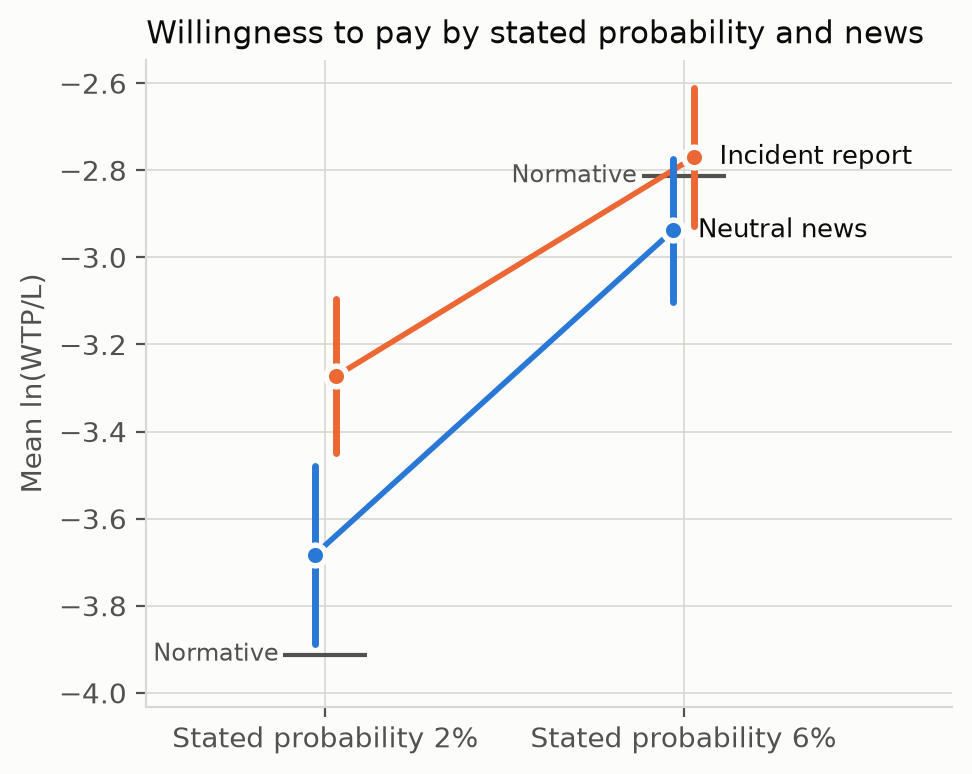 Willingness to pay by stated probability and news
Mean ln(WTP/L)
−2.6
−2.8
−3.0
−3.2
−3.4
−3.6
−3.8
−4.0
Normative
Incident report
Neutral news
Normative
Stated probability 2%
Stated probability 6%